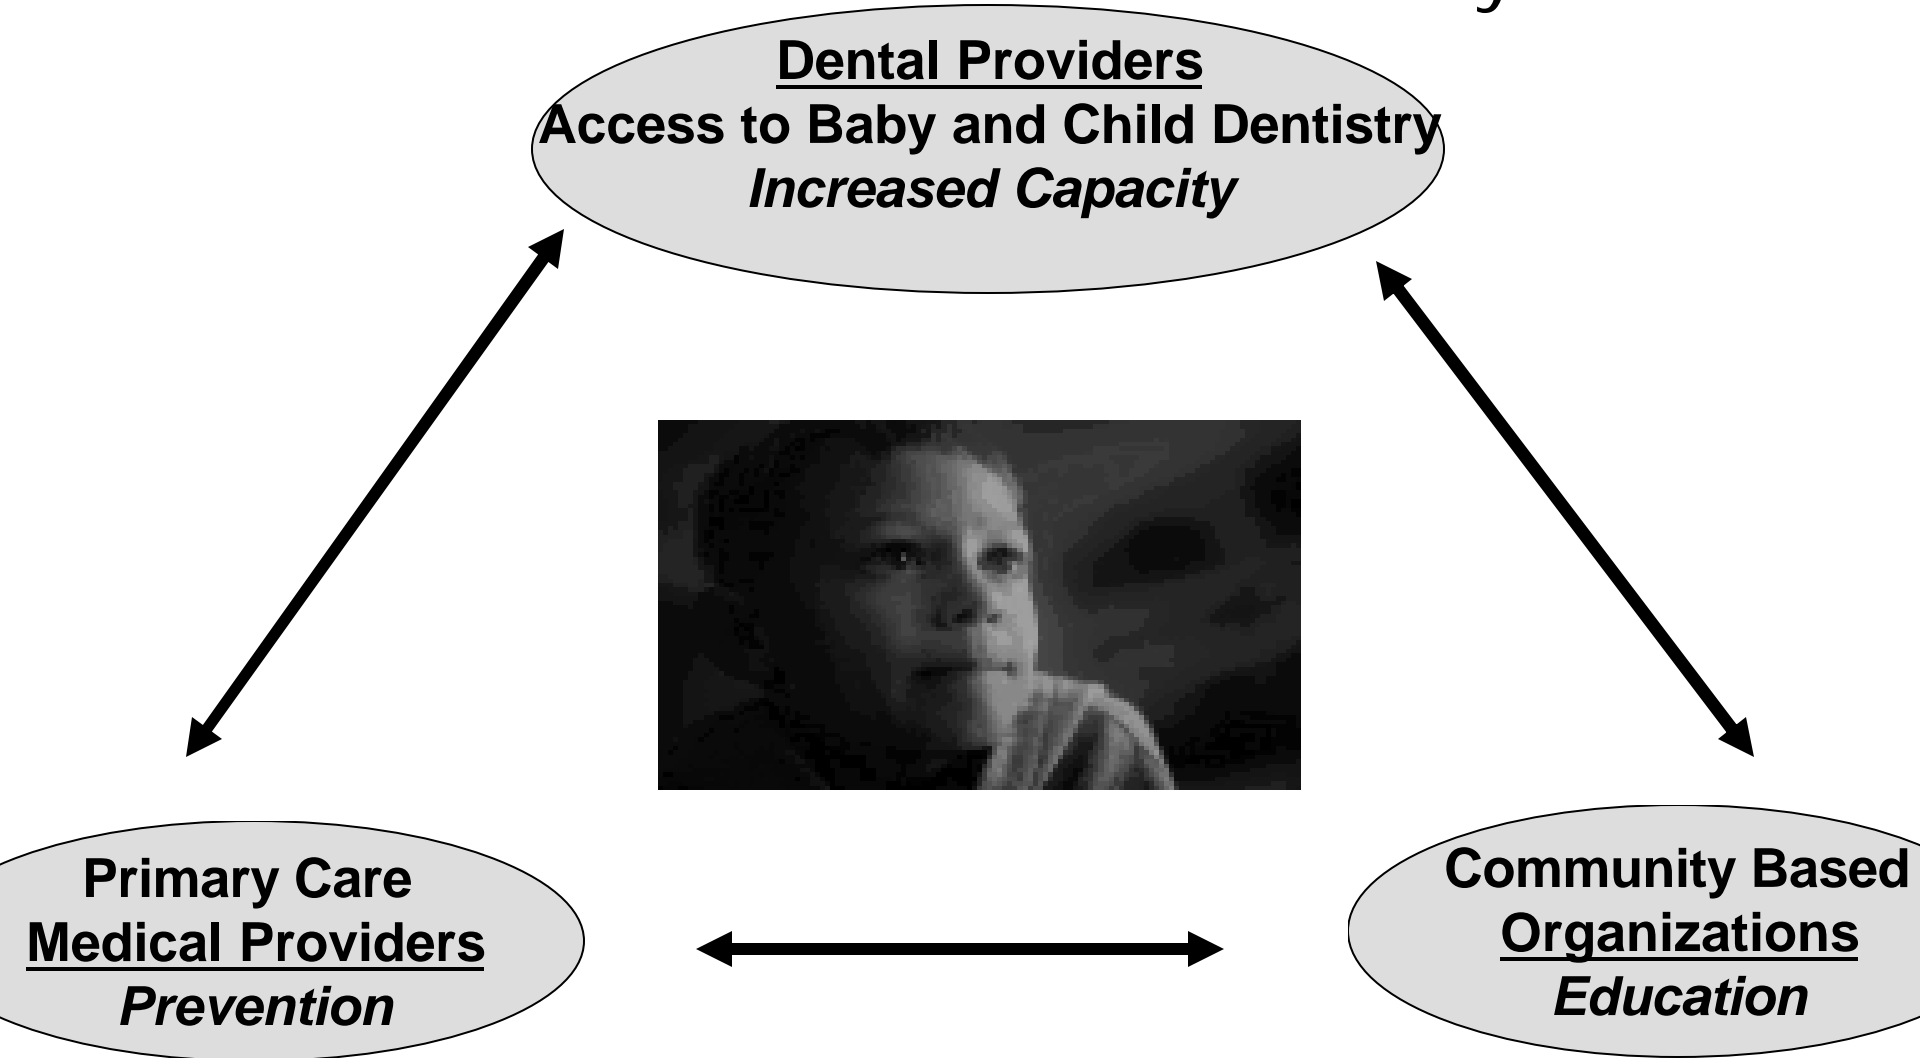 Dental Providers
Access to Baby and Child Dentistry
Increased Capacity
Primary Care
Medical Providers
Prevention
Community Based
Organizations
Education